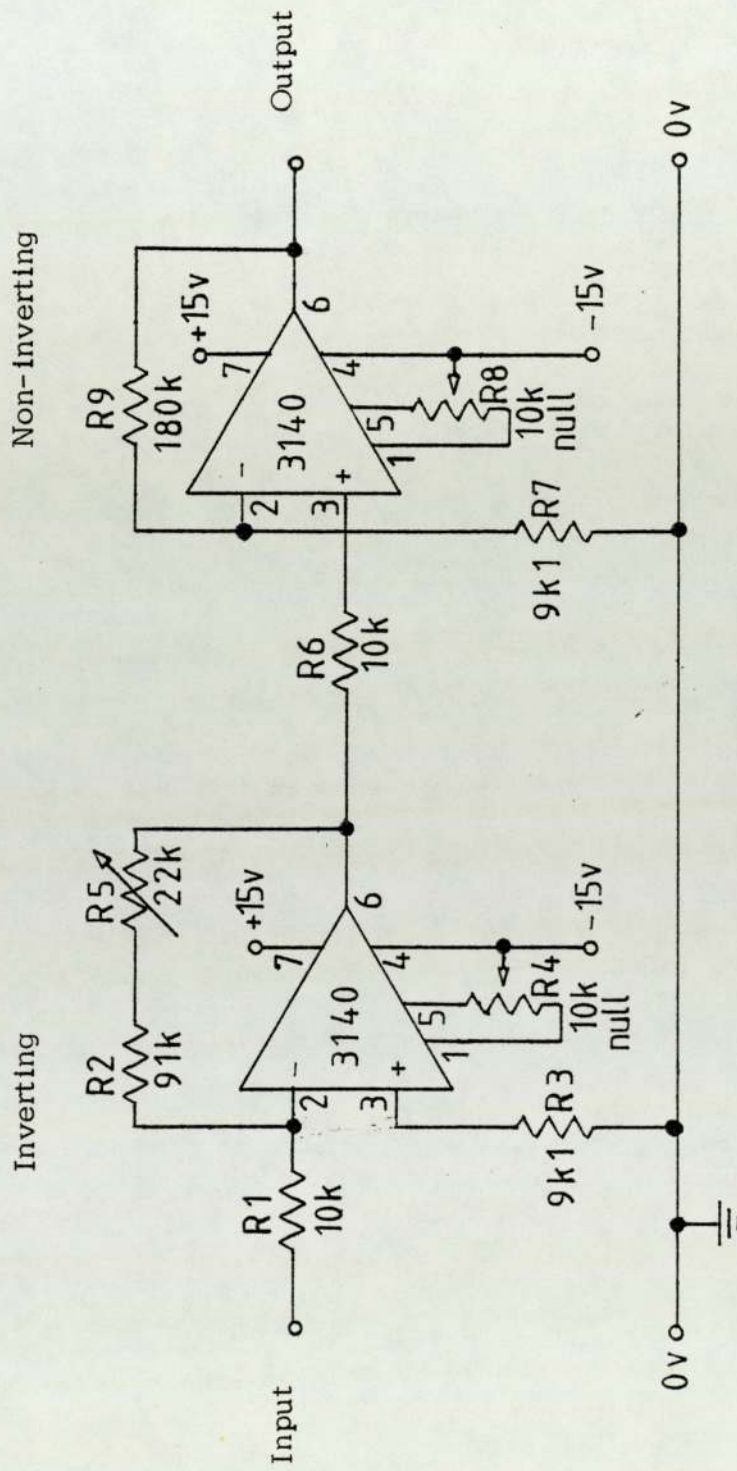 Inverting
Non-inverting
R5
22k
R2
91k
R9
180k
+15v
+15v
7
7
Input
R1
10k
2
-
3140
3
+
6
4
5
1
R4
10k
null
-15v
R3
9k1
R6
10k
2
-
3140
3
+
6
Output
4
5
1
R8
10k
null
-15v
R7
9k1
0v
0v